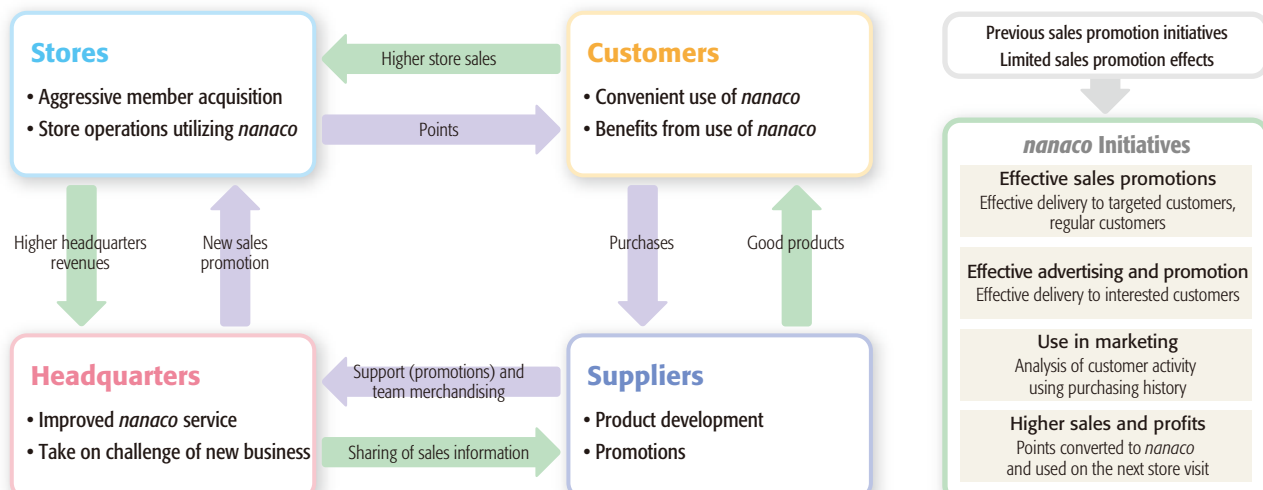 Stores
• Aggressive member acquisition
• Store operations utilizing nanaco
Higher store sales
Points
Customers
• Convenient use of nanaco
• Benefits from use of nanaco
Higher headquarters
revenues
New sales
promotion
Purchases
Good products
Headquarters
• Improved nanaco service
• Take on challenge of new business
Support (promotions) and
team merchandising
Sharing of sales information
Suppliers
• Product development
• Promotions
Previous sales promotion initiatives
Limited sales promotion effects
nanaco Initiatives
Effective sales promotions
Effective delivery to targeted customers,
regular customers
Effective advertising and promotion
Effective delivery to interested customers
Use in marketing
Analysis of customer activity
using purchasing history
Higher sales and profits
Points converted to nanaco
and used on the next store visit